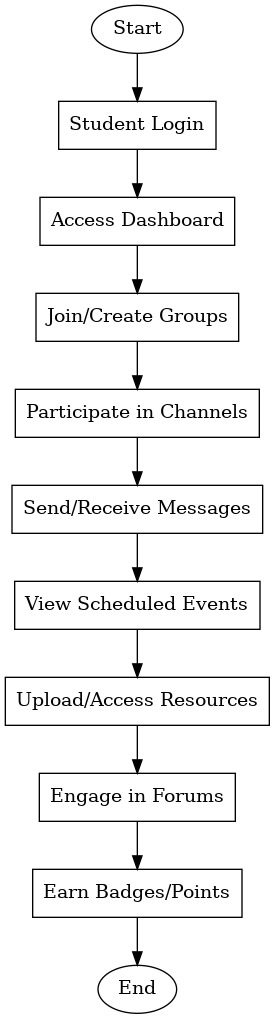 Start
Student Login
Access Dashboard
Join/Create Groups
Participate in Channels
Send/Receive Messages
View Scheduled Events
Upload/Access Resources
Engage in Forums
Earn Badges/Points
End